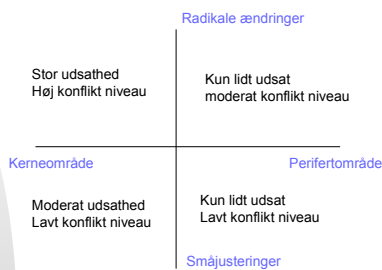 Radikale ændringer
Stor udsathed
Høj konflikt niveau
Kun lidt udsat
moderat konflikt niveau
Kerneområde
Perifertområde
Moderat udsathed
Lavt konflikt niveau
Kun lidt udsat
Lavt konflikt niveau
Småjusteringer